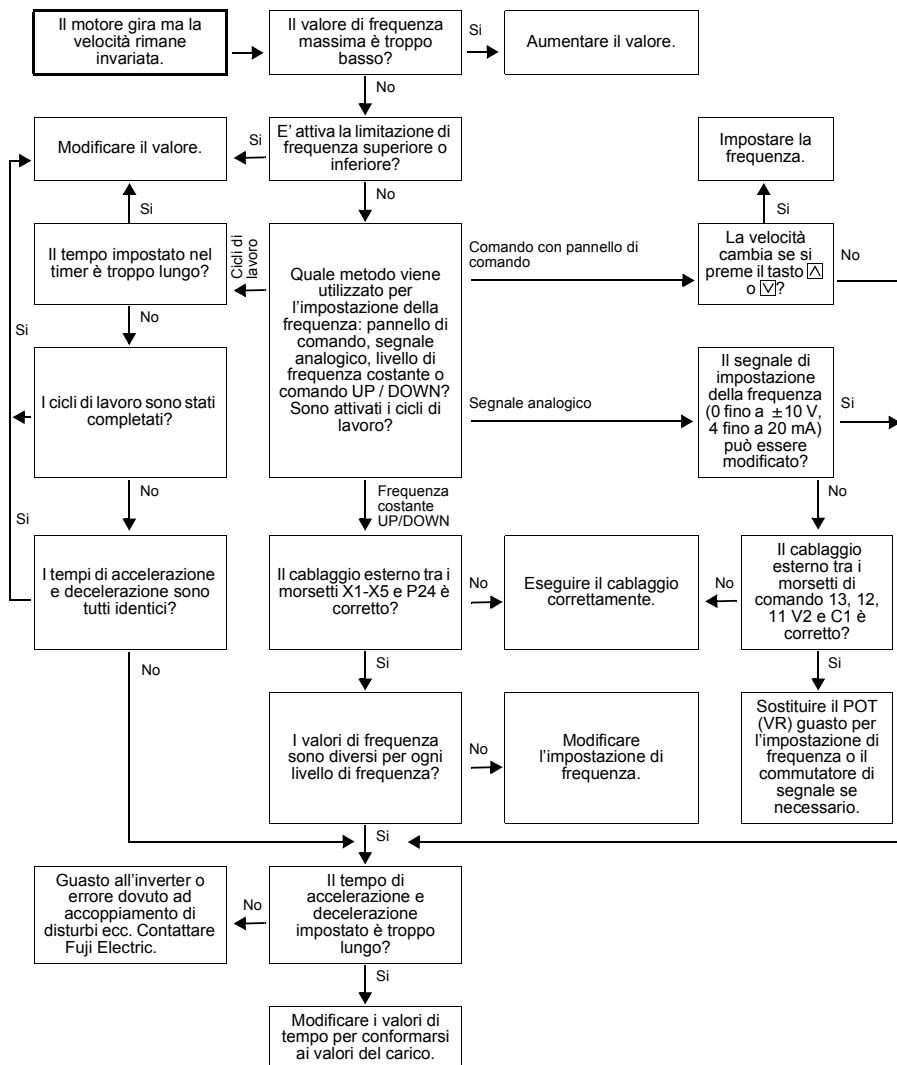 Il motore gira ma la
velocità rimane
invariata.
Il valore di frequenza
massima è troppo
basso?
Si
Aumentare il valore.
No
Modificare il valore.
Si
E’ attiva la limitazione di
frequenza superiore o
inferiore?
Impostare la
frequenza.
No
Si
Si
Il tempo impostato nel
timer è troppo lungo?
Cicli di
lavoro
Quale metodo viene
utilizzato per
l’impostazione della
frequenza: pannello di
comando, segnale
analogico, livello di
frequenza costante o
comando UP / DOWN?
Sono attivati i cicli di
lavoro?
Comando con pannello di
comando
La velocità
cambia se si
preme il tasto ∧
o ∨?
No
No
Si
I cicli di lavoro sono stati
completati?
Segnale analogico
Il segnale di
impostazione
della frequenza
(0 fino a ±10 V,
4 fino a 20 mA)
può essere
modificato?
Si
No
Si
Frequenza
costante
UP/DOWN
No
I tempi di accelerazione
e decelerazione sono
tutti identici?
Il cablaggio esterno tra i
morsetti X1-X5 e P24 è
corretto?
No
Eseguire il cablaggio
correttamente.
No
Il cablaggio
esterno tra i
morsetti di
comando 13, 12,
11 V2 e C1 è
corretto?
No
Si
Si
I valori di frequenza
sono diversi per ogni
livello di frequenza?
No
Modificare
l’impostazione di
frequenza.
Sostituire il POT
(VR) guasto per
l’impostazione di
frequenza o il
commutatore di
segnale se
necessario.
Si
Guasto all’inverter o
errore dovuto ad
accoppiamento di
disturbi ecc. Contattare
Fuji Electric.
No
Il tempo di
accelerazione e
decelerazione
impostato è troppo
lungo?
Si
Modificare i valori di
tempo per conformarsi
ai valori del carico.